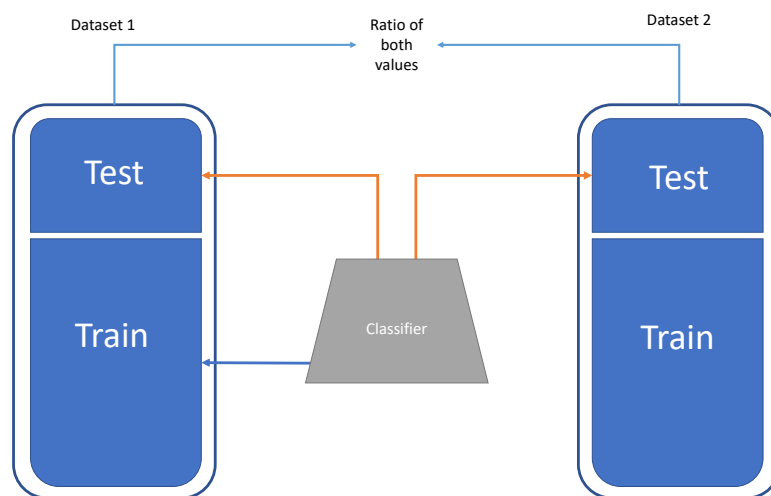 Dataset 1
Ratio of
both
values
Dataset 2
Test
Test
Classifier
Train
Train